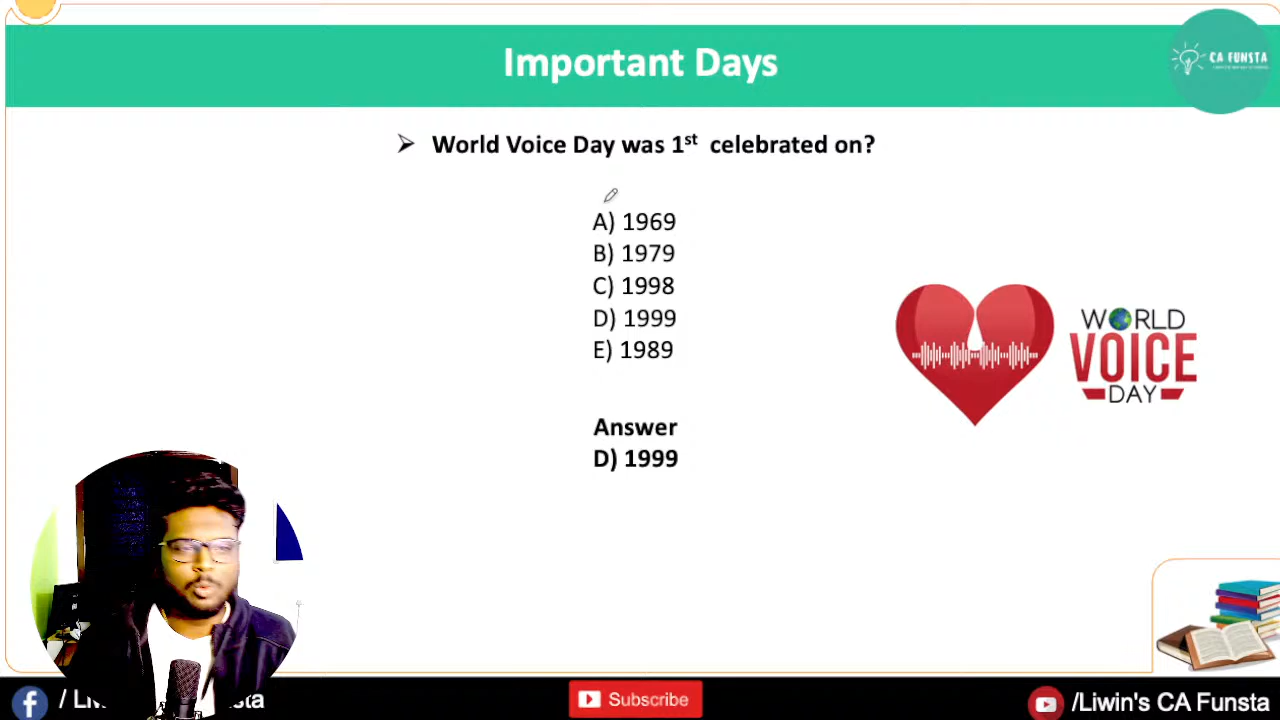 Important Days
CA FUNSTA
➢ World Voice Day was 1st celebrated on?
A) 1969
B) 1979
C) 1998
D) 1999
E) 1989
WORLD
VOICE
DAY
Answer
D) 1999
Subscribe
/Liwin's CA Funsta